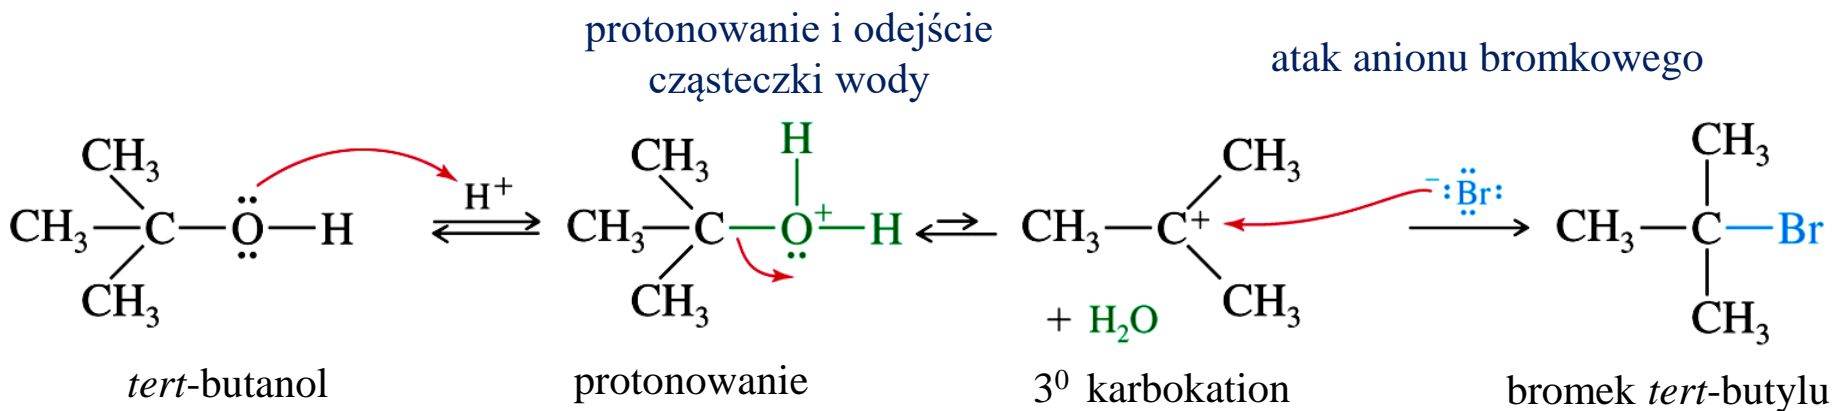 protonowanie i odejście
cząsteczki wody
atak anionu bromkowego
CH₃ CH₃ C O H CH₃
H⁺
CH₃ CH₃ C O⁺ H H CH₃
CH₃ C⁺ CH₃ CH₃
+ H₂O
⁻ Br
CH₃ CH₃ C Br CH₃
tert-butanol
protonowanie
3⁰ karbokation
bromek tert-butylu